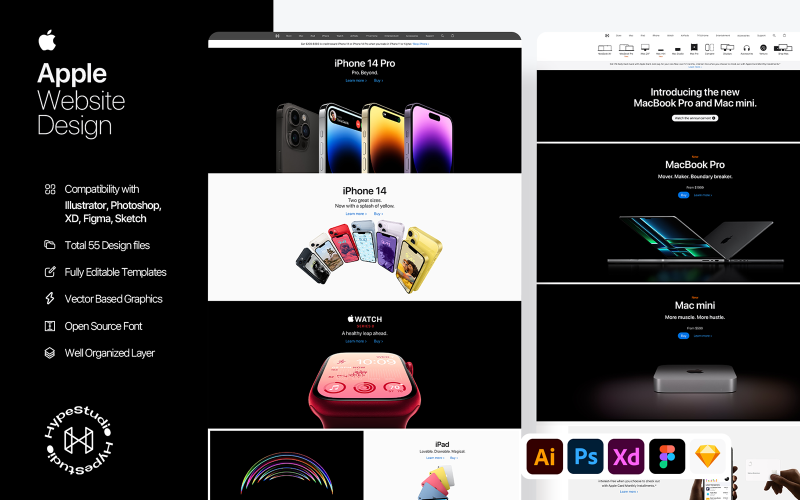 Apple
Website
Design
Compatibility with
Illustrator, Photoshop,
XD, Figma, Sketch
Total 55 Design files
Fully Editable Templates
Vector Based Graphics
Open Source Font
Well Organized Layer
HypeStudio HypeStudio
iPhone 14 Pro
Pro. Beyond.
Learn more > Buy >
iPhone 14
Two great sizes.
Now with a splash of yellow.
Learn more > Buy >
WATCH
SERIES 8
A healthy leap ahead.
Learn more > Buy >
iPad
Lovable. Drawable. Magical.
Learn more > Buy >
Introducing the new
MacBook Pro and Mac mini.
Watch the announcement
New
MacBook Pro
Mover. Maker. Boundary breaker.
Buy Learn more >
New
Mac mini
More muscle. More hustle.
Buy Learn more >
Ai Ps Xd